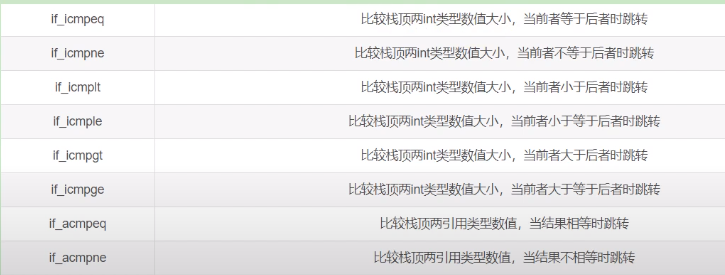 if_icmpeq 比较栈顶两int类型数值大小，当前者等于后者时跳转
if_icmpne 比较栈顶两int类型数值大小，当前者不等于后者时跳转
if_icmplt 比较栈顶两int类型数值大小，当前者小于后者时跳转
if_icmple 比较栈顶两int类型数值大小，当前者小于等于后者时跳转
if_icmpgt 比较栈顶两int类型数值大小，当前者大于后者时跳转
if_icmpge 比较栈顶两int类型数值大小，当前者大于等于后者时跳转
if_acmpeq 比较栈顶两引用类型数值，当结果相等时跳转
if_acmpne 比较栈顶两引用类型数值，当结果不相等时跳转